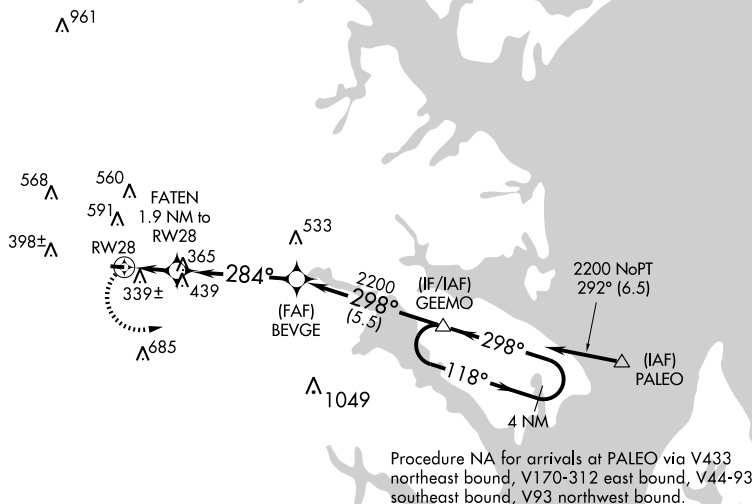 961
568
560
591
398±
FATEN
1.9 NM to
RW28
RW28
365
439
339±
685
533
284°
(FAF)
BEVGE
2200
298°
(5.5)
(IF/IAF)
GEEMO
298°
118°
4 NM
2200 NoPT
292° (6.5)
(IAF)
PALEO
1049
Procedure NA for arrivals at PALEO via V433
northeast bound, V170-312 east bound, V44-93
southeast bound, V93 northwest bound.